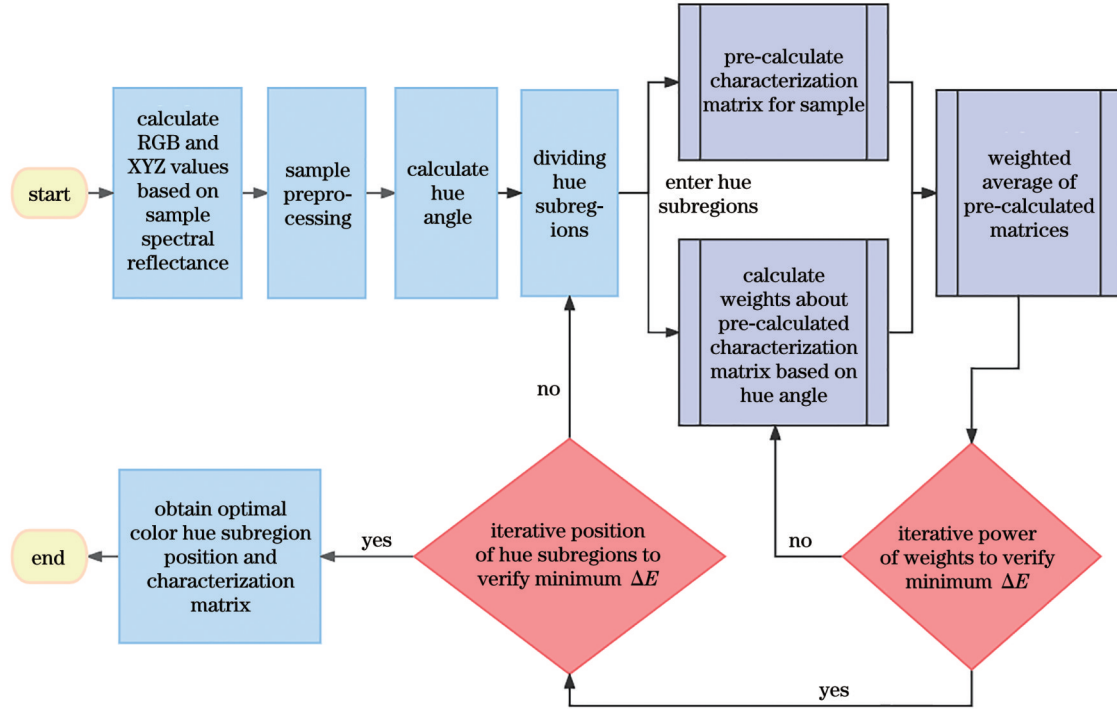 start
calculate
RGB and
XYZ values
based on
sample
spectral
reflectance
sample
prepro-
cessing
calculate
hue
angle
dividing
hue
subreg-
ions
enter hue
subregions
pre-calculate
characterization
matrix for sample
calculate
weights about
pre-calculated
characterization
matrix based on
hue angle
weighted
average of
pre-calculated
matrices
iterative power
of weights to verify
minimum ΔE
no
yes
iterative position
of hue subregions to
verify minimum ΔE
no
yes
obtain optimal
color hue subregion
position and
characterization
matrix
end